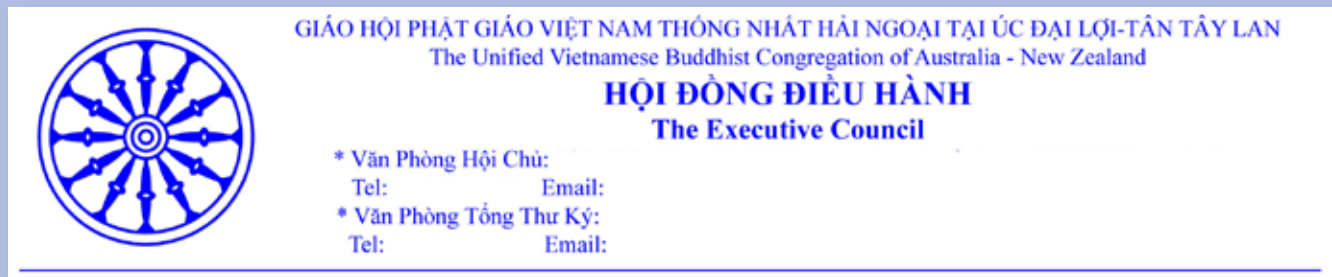 GIÁO HỘI PHẬT GIÁO VIỆT NAM THỐNG NHẤT HẢI NGOẠI TẠI ÚC ĐẠI LỢI-TÂN TÂY LAN
The Unified Vietnamese Buddhist Congregation of Australia - New Zealand
HỘI ĐỒNG ĐIỀU HÀNH
The Executive Council
* Văn Phòng Hội Chủ:
Tel: Email:
* Văn Phòng Tổng Thư Ký:
Tel: Email: